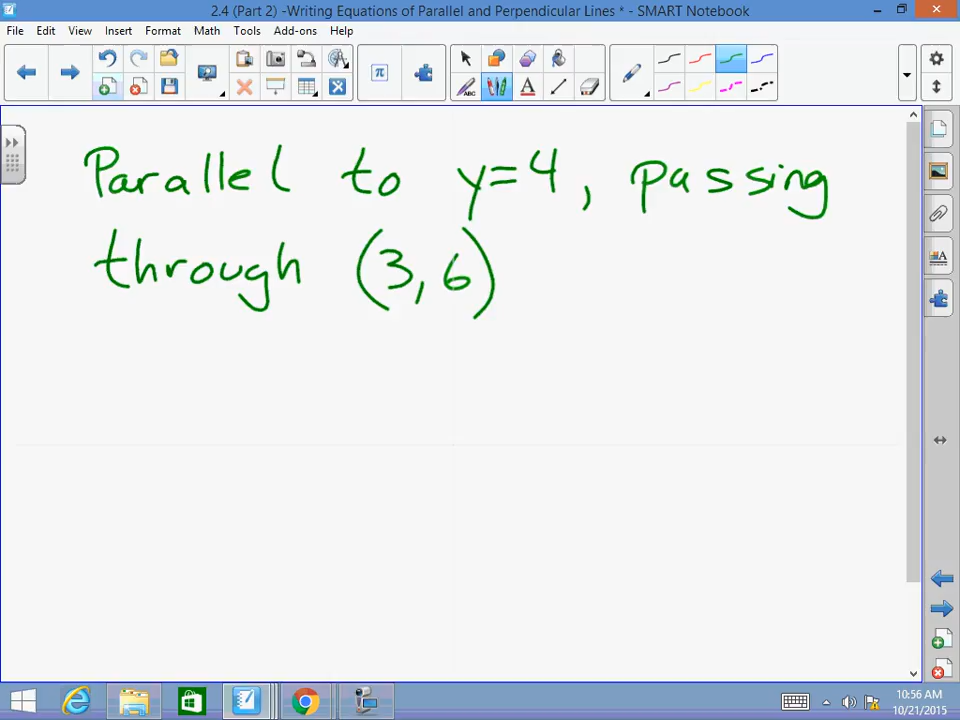 2.4 (Part 2) -Writing Equations of Parallel and Perpendicular Lines * - SMART Notebook
File Edit View Insert Format Math Tools Add-ons Help
Parallel to y=4, passing
through (3,6)
10:56 AM
10/21/2015